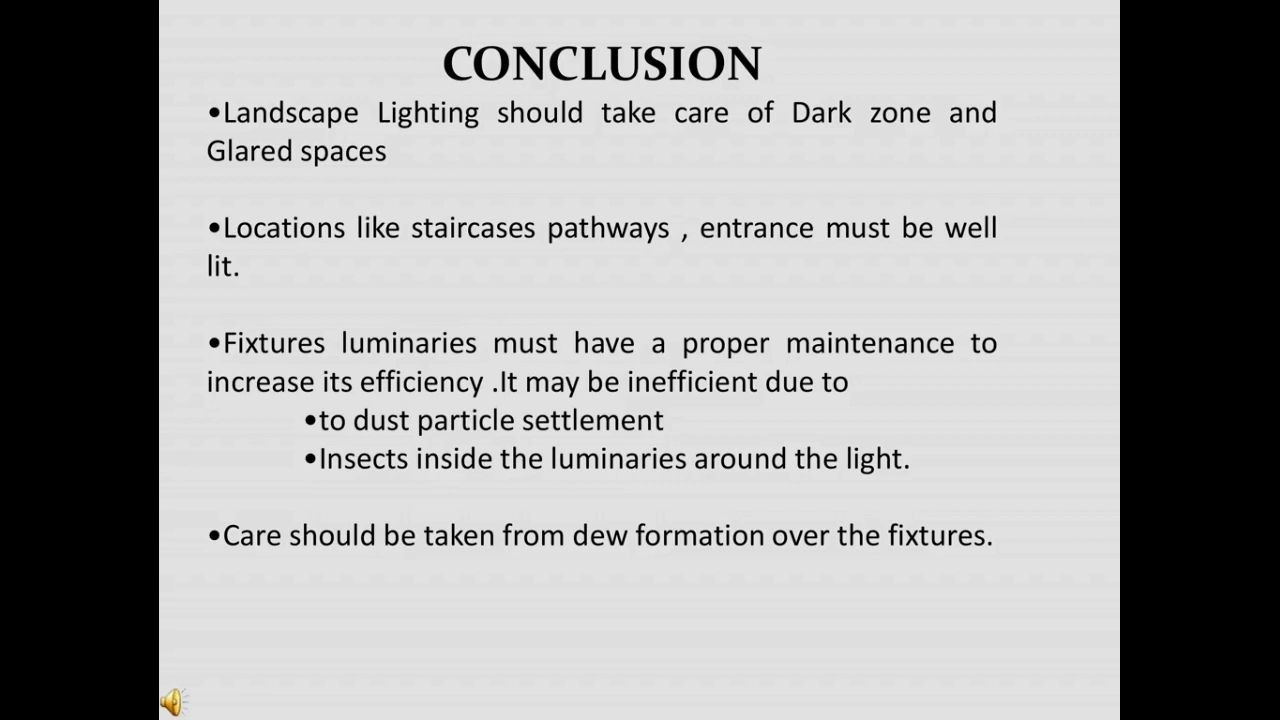 CONCLUSION
•Landscape Lighting should take care of Dark zone and
Glared spaces
•Locations like staircases pathways , entrance must be well
lit.
•Fixtures luminaries must have a proper maintenance to
increase its efficiency .It may be inefficient due to
•to dust particle settlement
•Insects inside the luminaries around the light.
•Care should be taken from dew formation over the fixtures.